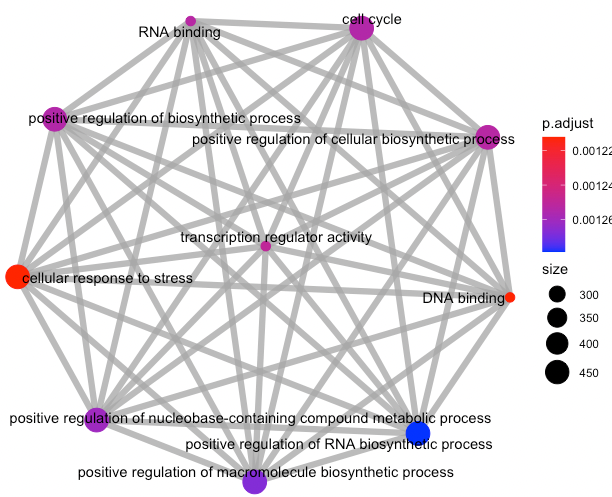 cell cycle
RNA binding
positive regulation of biosynthetic process
positive regulation of cellular biosynthetic process
transcription regulator activity
cellular response to stress
DNA binding
positive regulation of nucleobase-containing compound metabolic process
positive regulation of RNA biosynthetic process
positive regulation of macromolecule biosynthetic process
p.adjust
0.00122
0.00124
0.00126
size
300
350
400
450